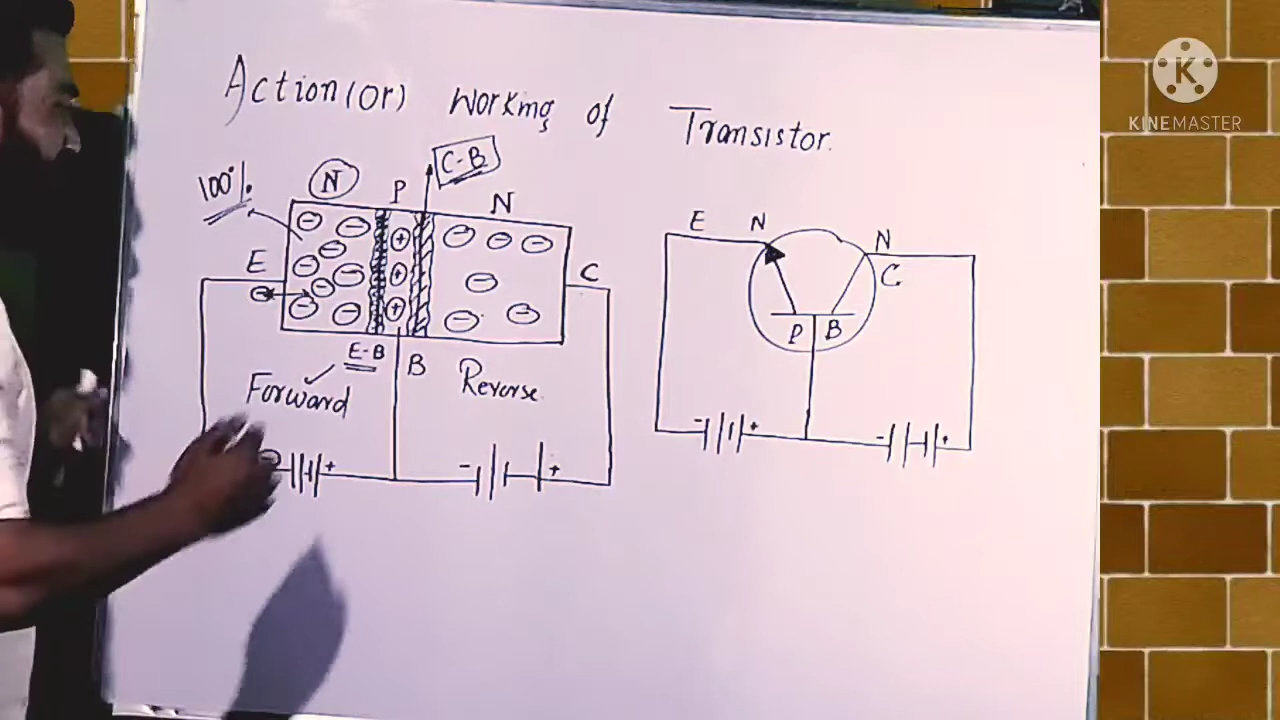 Action (or) Working of Transistor.
100%.
N
P
C-B
N
E
C
E-B
B
Forward
Reverse
- +
- +
E N
N
C
P B
- +
- +
K
KINEMASTER